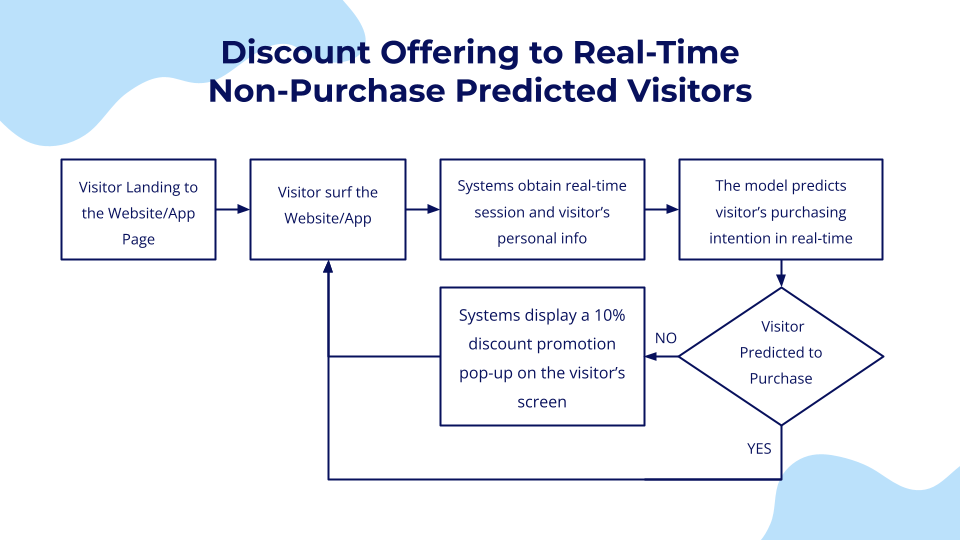 Discount Offering to Real-Time
Non-Purchase Predicted Visitors
Visitor Landing to
the Website/App
Page
Visitor surf the
Website/App
Systems obtain real-time
session and visitor's
personal info
The model predicts
visitor's purchasing
intention in real-time
Systems display a 10%
discount promotion
pop-up on the visitor's
screen
NO
Visitor
Predicted to
Purchase
YES